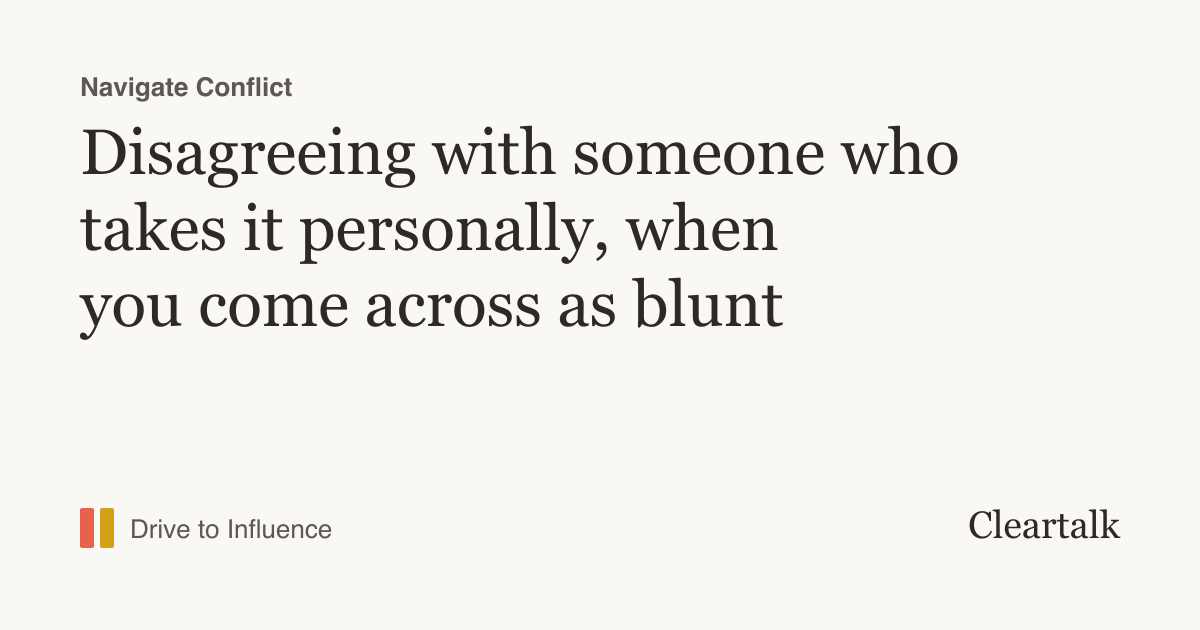 Navigate Conflict
Disagreeing with someone who
takes it personally, when
you come across as blunt
Drive to Influence
Cleartalk